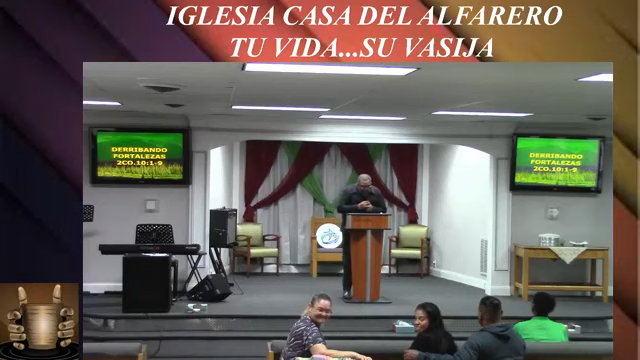 IGLESIA CASA DEL ALFARERO
TU VIDA...SU VASIJA
DERRIBANDO
FORTALEZAS
2CO.10:1-9
DERRIBANDO
FORTALEZAS
2CO.10:1-9